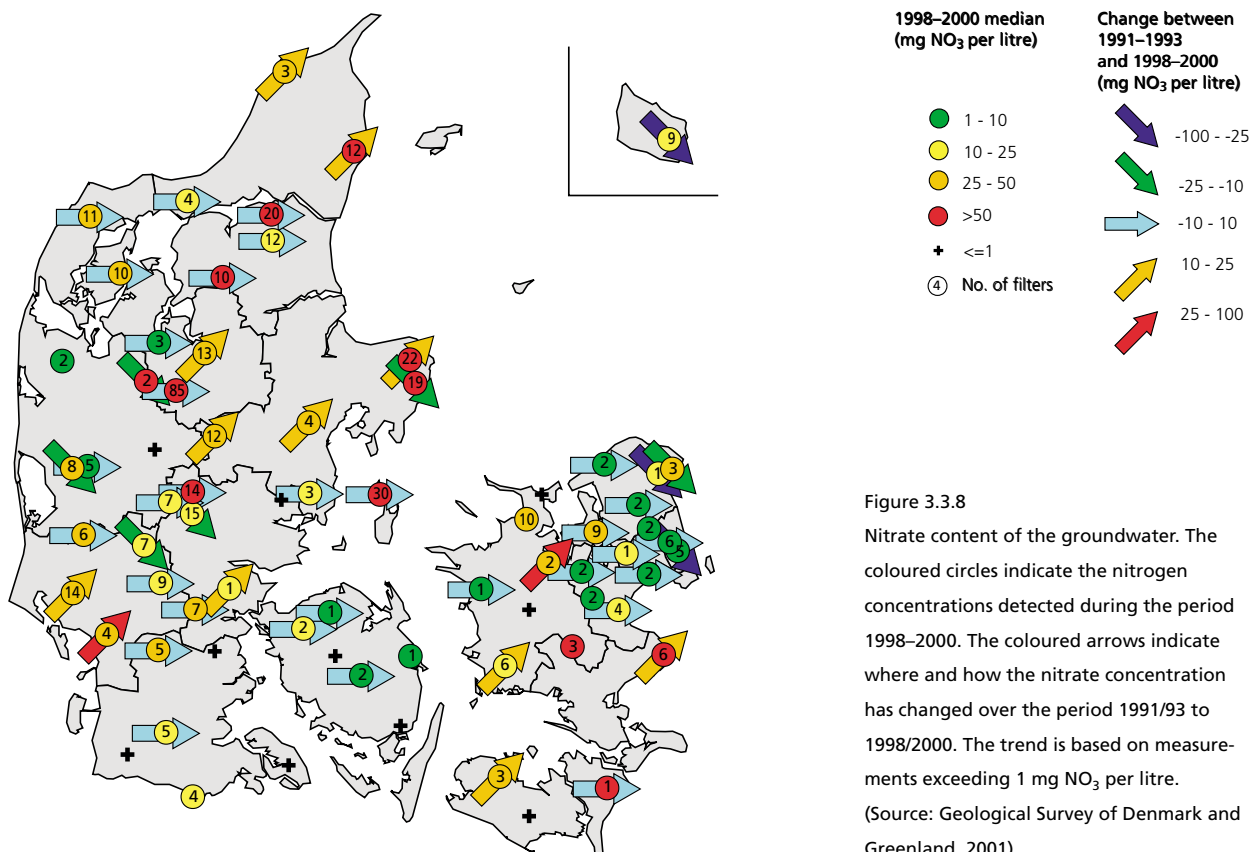 3
12
9
4
11
20
12
10
10
3
13
2
2
85
22
19
4
12
8
5
14
7
15
3
30
2
1
3
2
10
9
2
6
5
1
2
2
2
1
2
4
6
7
9
1
7
14
4
5
1
2
2
1
3
6
6
5
4
3
1
1998–2000 median
(mg NO₃ per litre)
1 - 10
10 - 25
25 - 50
>50
<=1
4 No. of filters
Change between
1991–1993
and 1998–2000
(mg NO₃ per litre)
-100 - -25
-25 - -10
-10 - 10
10 - 25
25 - 100
Figure 3.3.8
Nitrate content of the groundwater. The
coloured circles indicate the nitrogen
concentrations detected during the period
1998–2000. The coloured arrows indicate
where and how the nitrate concentration
has changed over the period 1991/93 to
1998/2000. The trend is based on measure-
ments exceeding 1 mg NO₃ per litre.
(Source: Geological Survey of Denmark and
Greenland, 2001)